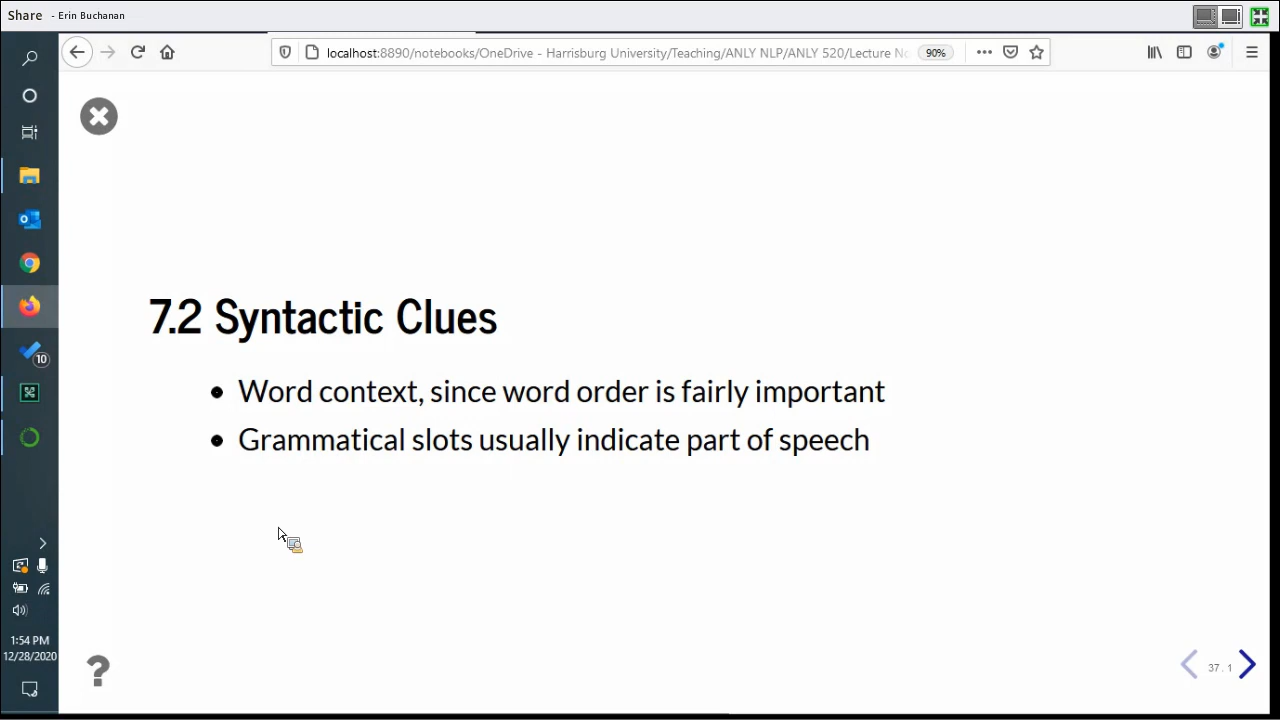 Share - Erin Buchanan
localhost:8890/notebooks/OneDrive - Harrisburg University/Teaching/ANLY NLP/ANLY 520/Lecture No
90%
7.2 Syntactic Clues
Word context, since word order is fairly important
Grammatical slots usually indicate part of speech
10
1:54 PM
12/28/2020
?
37.1